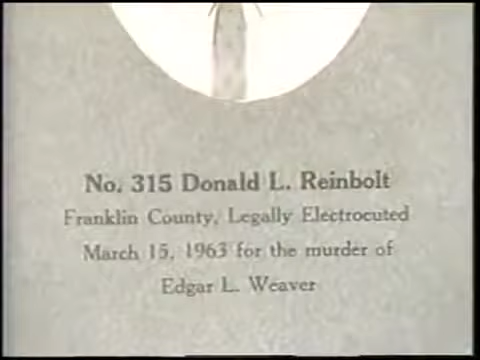 No. 315 Donald L. Reinbolt
Franklin County, Legally Electrocuted
March 15, 1963 for the murder of
Edgar L. Weaver